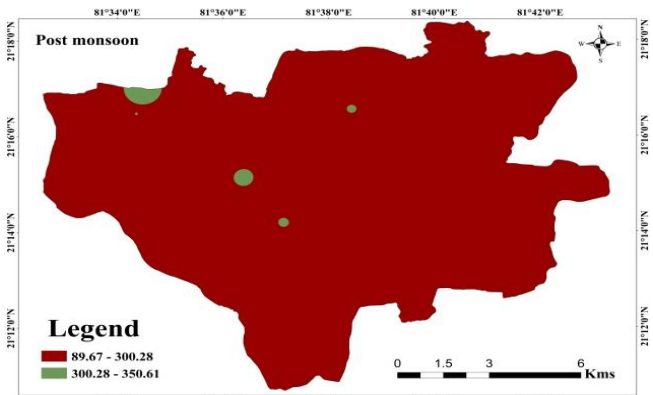 81°34'0"E 81°36'0"E 81°38'0"E 81°40'0"E 81°42'0"E
Post monsoon
N
W E
S
21°18'0"N 21°18'0"N
21°16'0"N 21°16'0"N
21°14'0"N 21°14'0"N
21°12'0"N 21°12'0"N
Legend
89.67 - 300.28
300.28 - 350.61
0 1.5 3 6
Kms